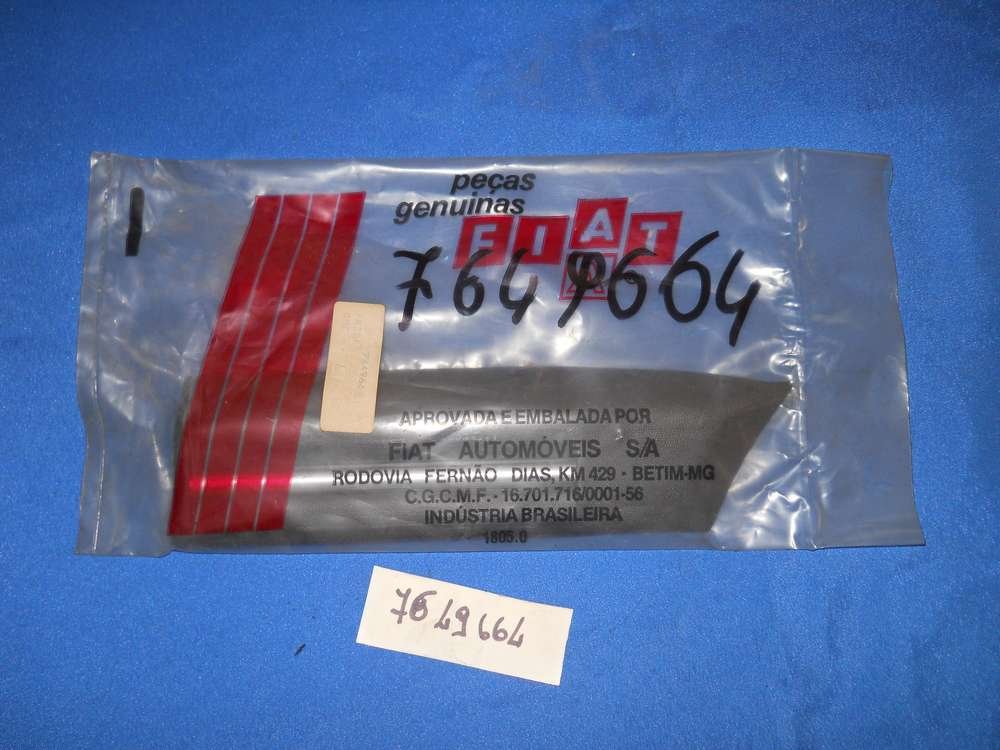 peças
genuinas
FIAT
7649664
APROVADA E EMBALADA POR
FIAT AUTOMÓVEIS S/A
RODOVIA FERNÃO DIAS, KM 429 - BETIM-MG
C.G.C.M.F. - 16.701.716/0001-56
INDÚSTRIA BRASILEIRA
1805.0
7649664